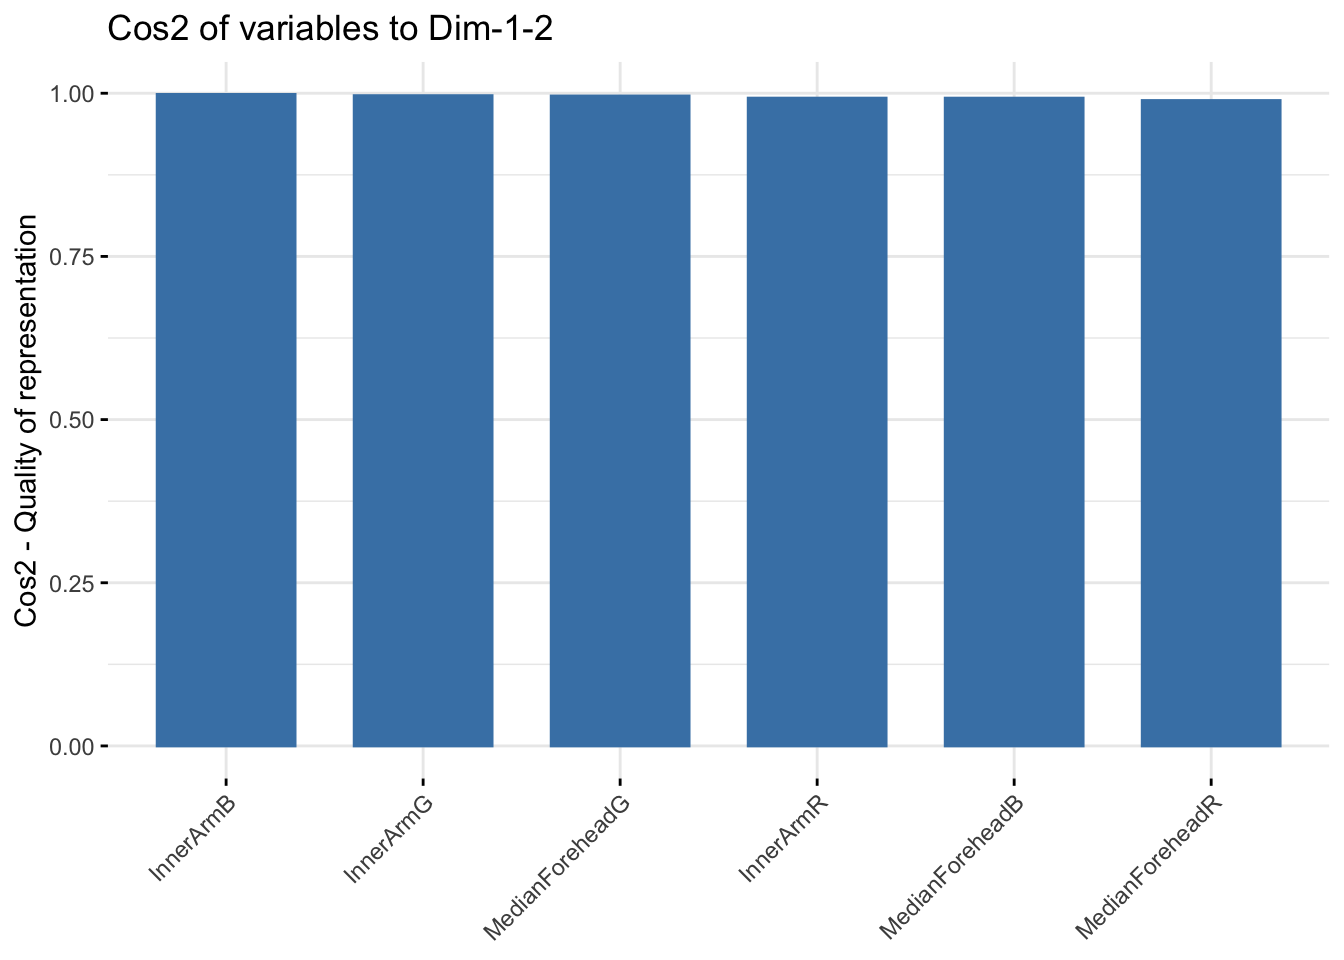 Cos2 of variables to Dim-1-2
Cos2 - Quality of representation
1.00
0.75
0.50
0.25
0.00
InnerArmB
InnerArmG
MedianForeheadG
InnerArmR
MedianForeheadB
MedianForeheadR